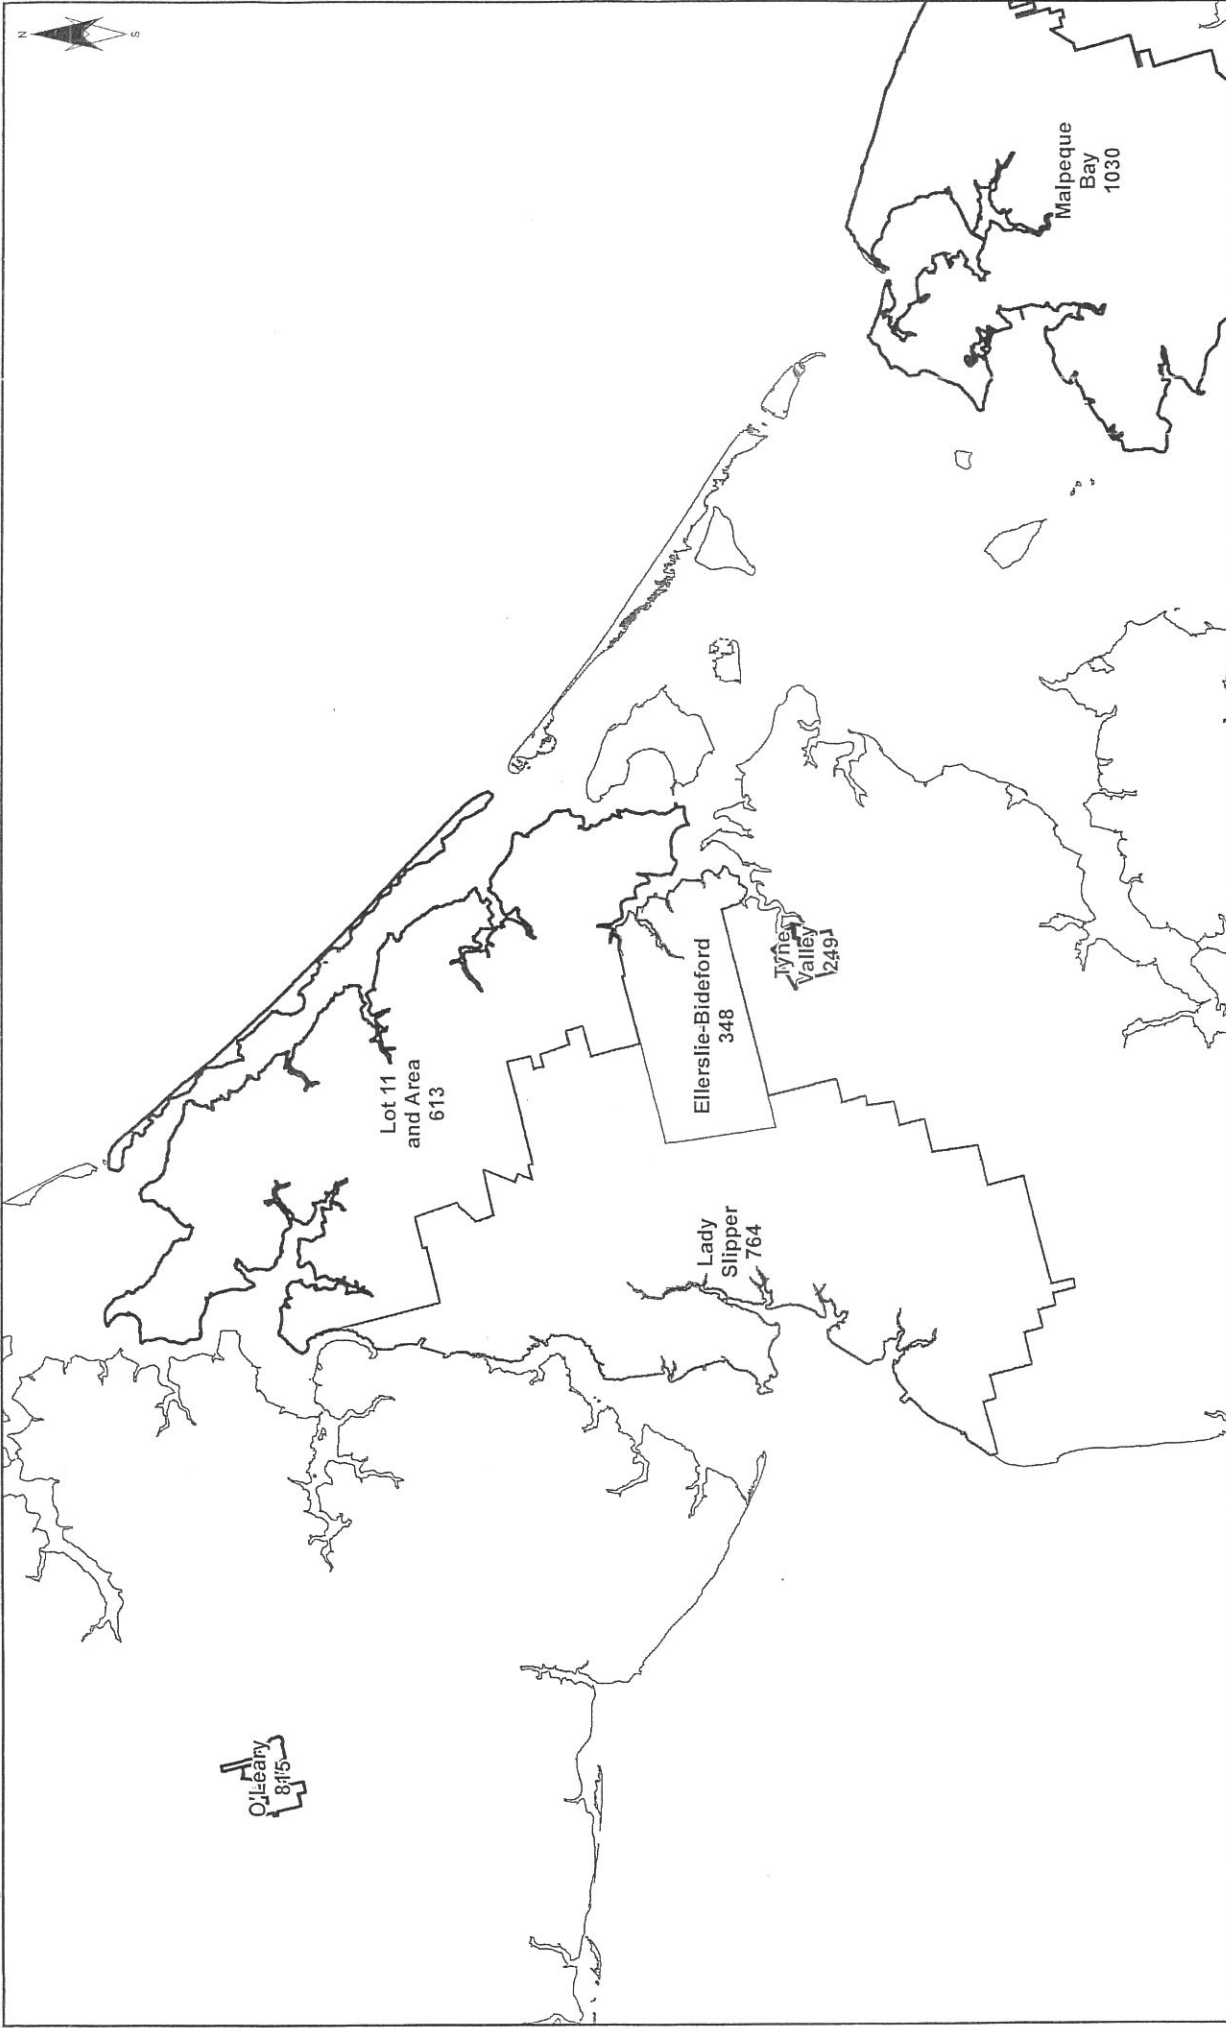 N
S
Malpeque
Bay
1030
Tyne
Valley
249
Ellerslie-Bideford
348
Lot 11
and Area
613
Lady
Slipper
764
O'Leary
815